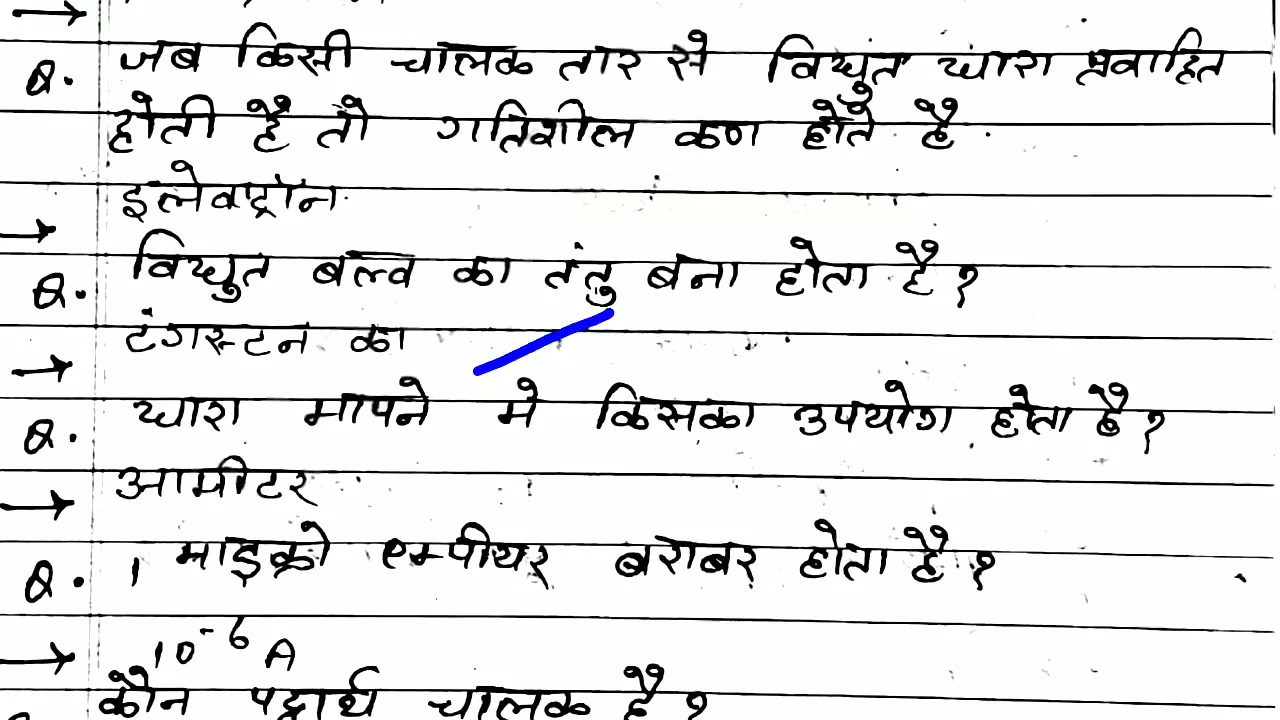 →
Q. जब किसी चालक तार से विद्युत धारा प्रवाहित
होती है तो गतिशील कण होते है.
→ इलेक्ट्रॉन
Q. विद्युत बल्व का तंतु बना होता है?
→ टंगस्टन का
Q. धारा मापने मे किसका उपयोग होता है?
→ आमीटर
Q. 1 माइक्रो एम्पीयर बराबर होता है?
→ 10⁻⁶ A
कौन पदार्थ चालक है?